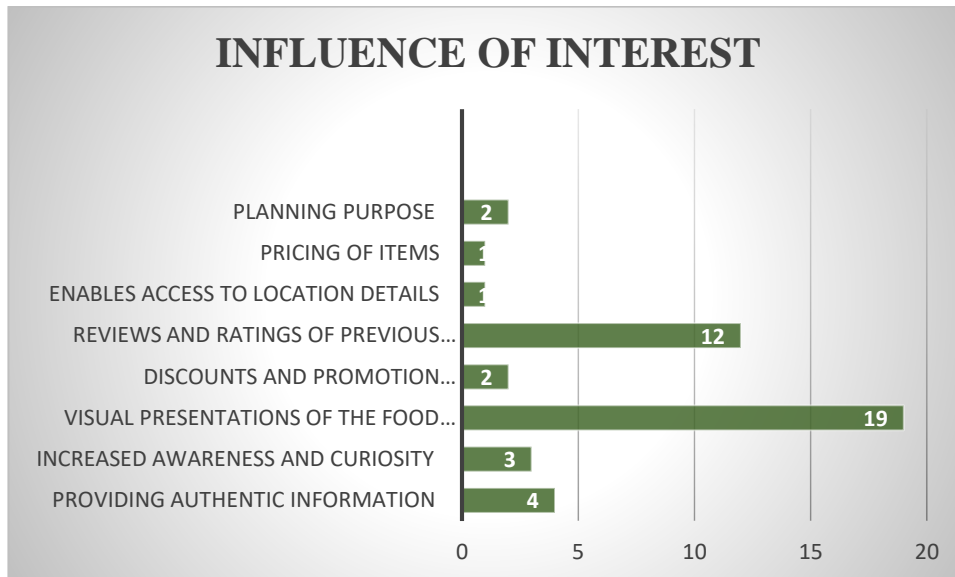 INFLUENCE OF INTEREST
PLANNING PURPOSE 2
PRICING OF ITEMS 1
ENABLES ACCESS TO LOCATION DETAILS 1
REVIEWS AND RATINGS OF PREVIOUS... 12
DISCOUNTS AND PROMOTION... 2
VISUAL PRESENTATIONS OF THE FOOD... 19
INCREASED AWARENESS AND CURIOSITY 3
PROVIDING AUTHENTIC INFORMATION 4
0 5 10 15 20